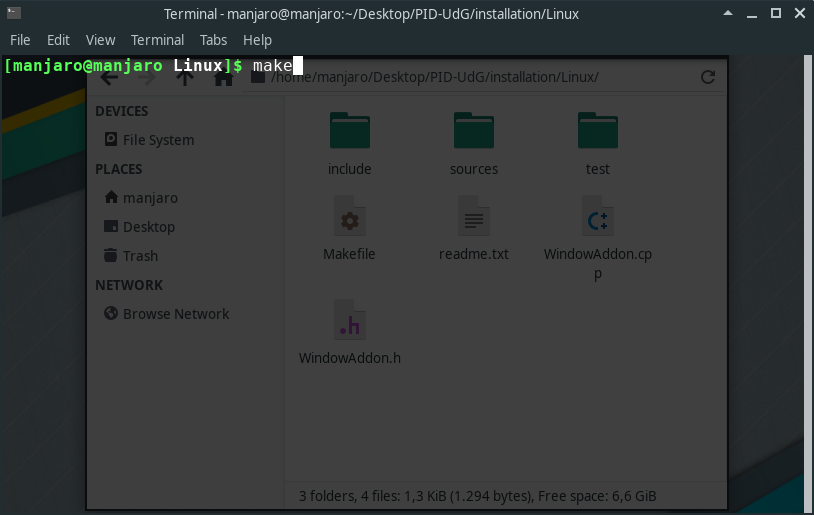 Terminal - manjaro@manjaro:~/Desktop/PID-UdG/installation/Linux
File Edit View Terminal Tabs Help
[manjaro@manjaro Linux]$ make
/home/manjaro/Desktop/PID-UdG/installation/Linux/
DEVICES
File System
PLACES
manjaro
Desktop
Trash
NETWORK
Browse Network
include
sources
test
Makefile
readme.txt
WindowAddon.cp
p
.h
WindowAddon.h
3 folders, 4 files: 1,3 KiB (1.294 bytes), Free space: 6,6 GiB